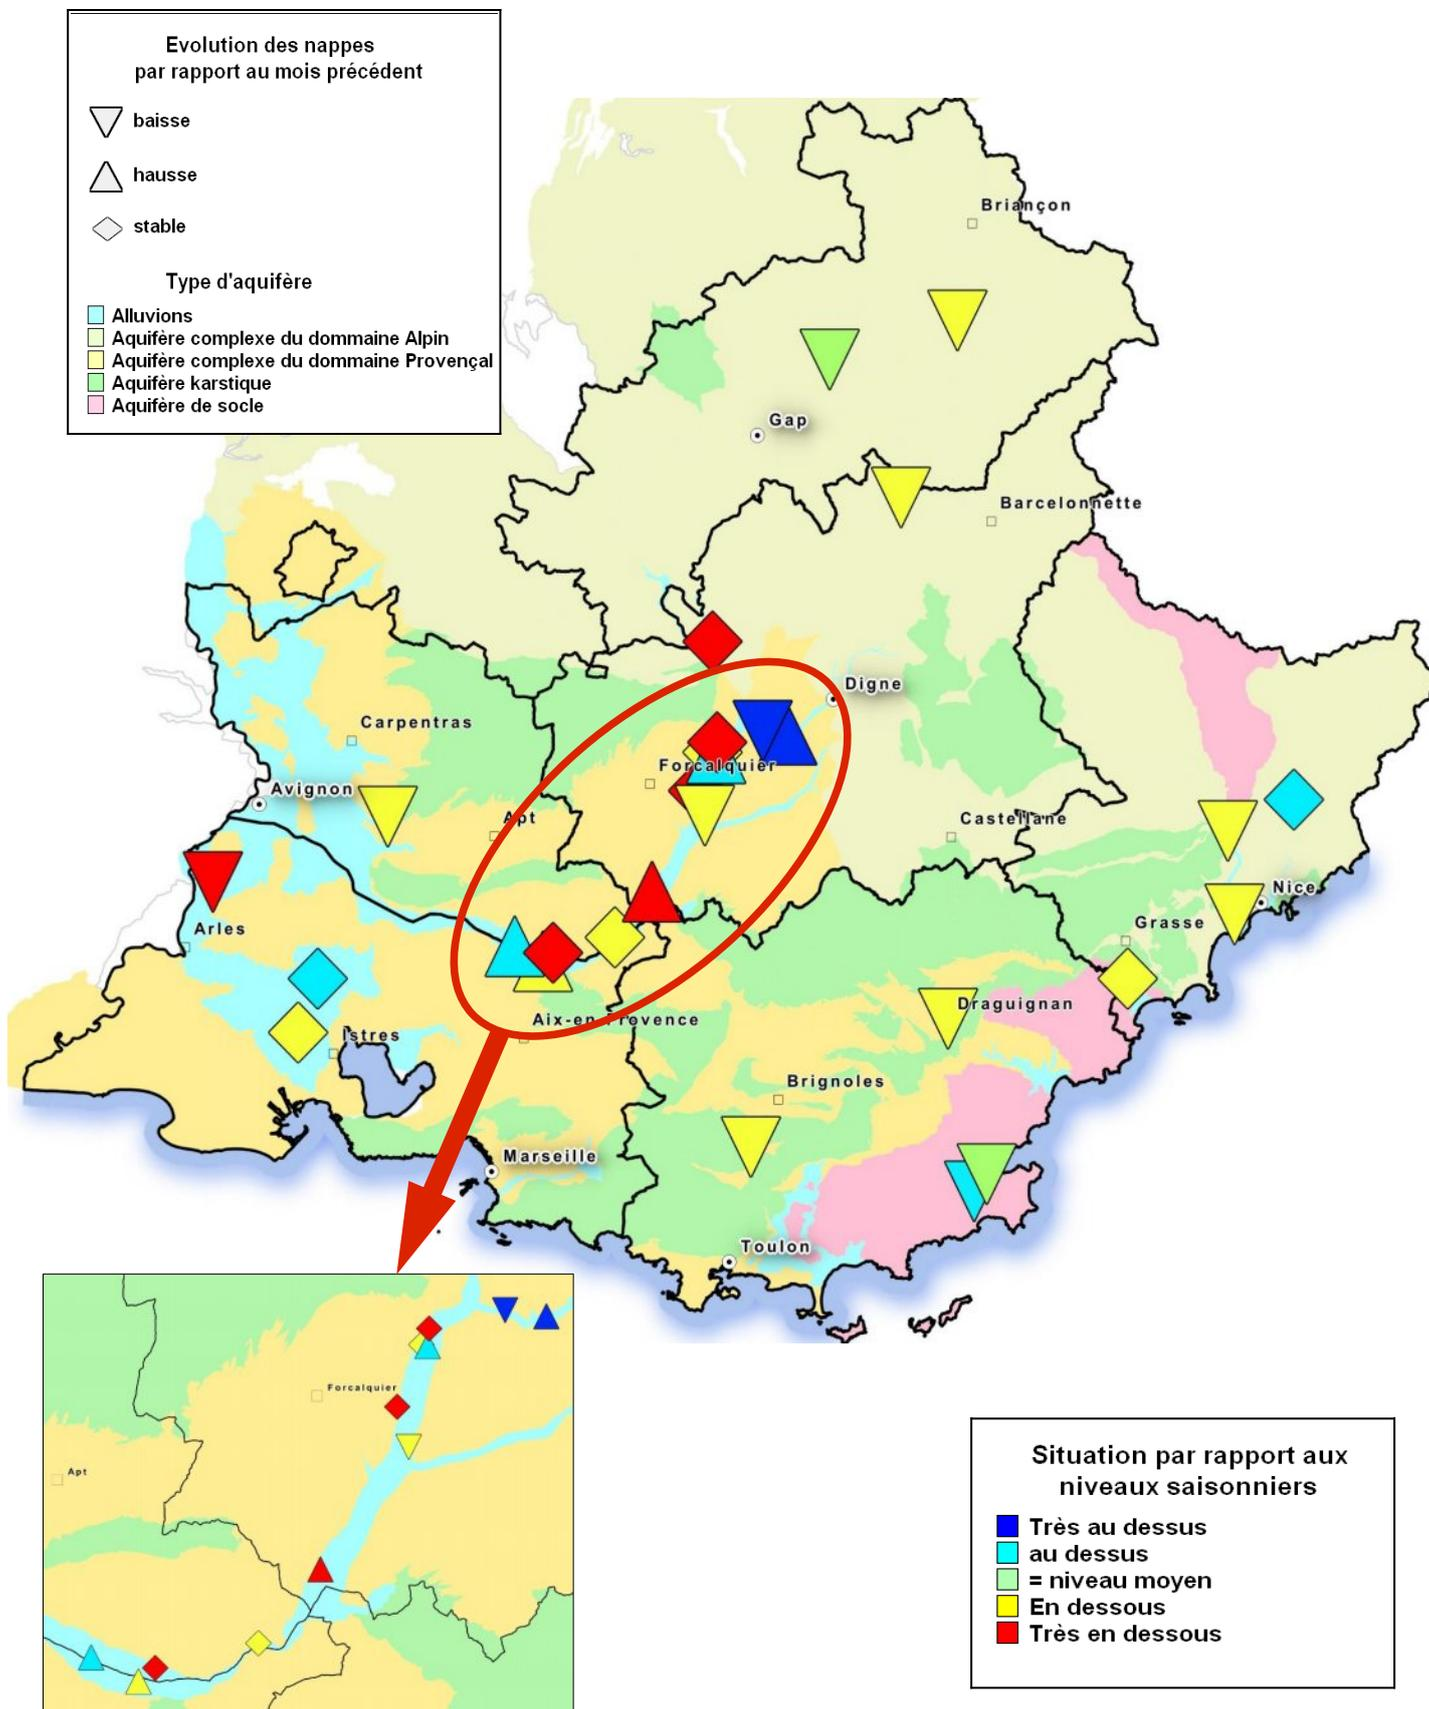 Evolution des nappes
par rapport au mois précédent
baisse
hausse
stable
Type d'aquifère
Alluvions
Aquifère complexe du dommaine Alpin
Aquifère complexe du dommaine Provençal
Aquifère karstique
Aquifère de socle
Briançon
Gap
Barcelonnette
Digne
Carpentras
Forcalquier
Avignon
Apt
Castellane
Nice
Arles
Grasse
Draguignan
Aix-en-Provence
Istres
Brignoles
Marseille
Toulon
Forcalquier
Apt
Situation par rapport aux
niveaux saisonniers
Très au dessus
au dessus
= niveau moyen
En dessous
Très en dessous